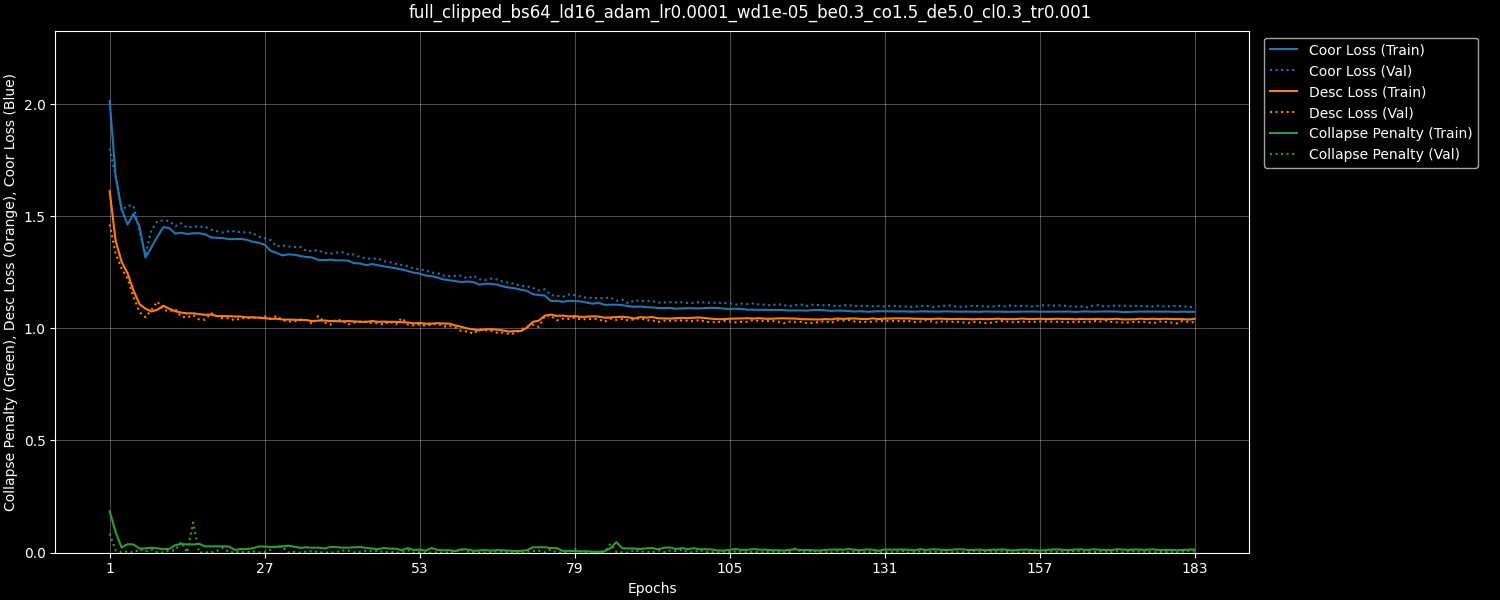 full_clipped_bs64_ld16_adam_lr0.0001_wd1e-05_be0.3_co1.5_de5.0_cl0.3_tr0.001
Collapse Penalty (Green), Desc Loss (Orange), Coor Loss (Blue)
2.0
1.5
1.0
0.5
0.0
1 27 53 79 105 131 157 183
Epochs
Coor Loss (Train)
Coor Loss (Val)
Desc Loss (Train)
Desc Loss (Val)
Collapse Penalty (Train)
Collapse Penalty (Val)